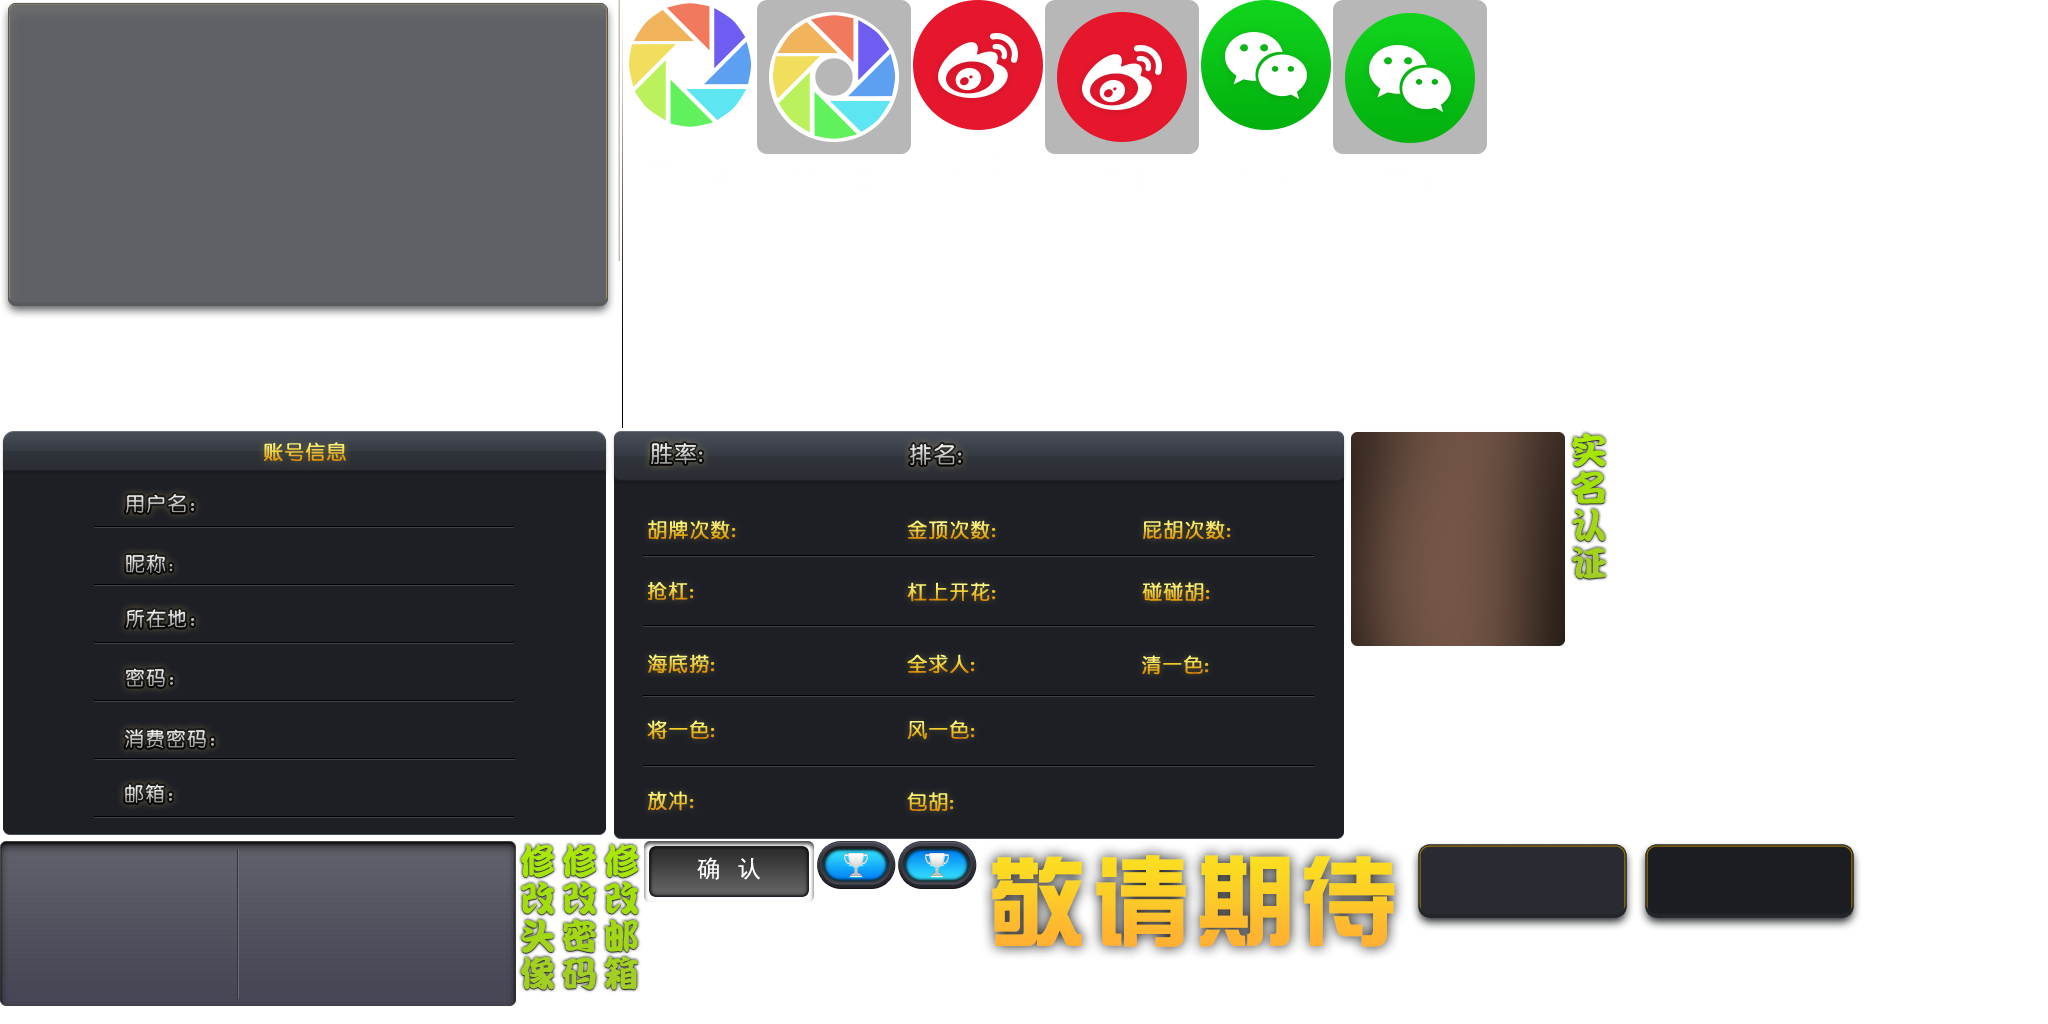 账号信息
用户名:
昵称:
所在地:
密码:
消费密码:
邮箱:
胜率: 排名:
胡牌次数: 金顶次数: 屁胡次数:
抢杠: 杠上开花: 碰碰胡:
海底捞: 全求人: 清一色:
将一色: 风一色:
放冲: 包胡:
实名认证
修改头像
修改密码
修改邮箱
确 认
敬请期待